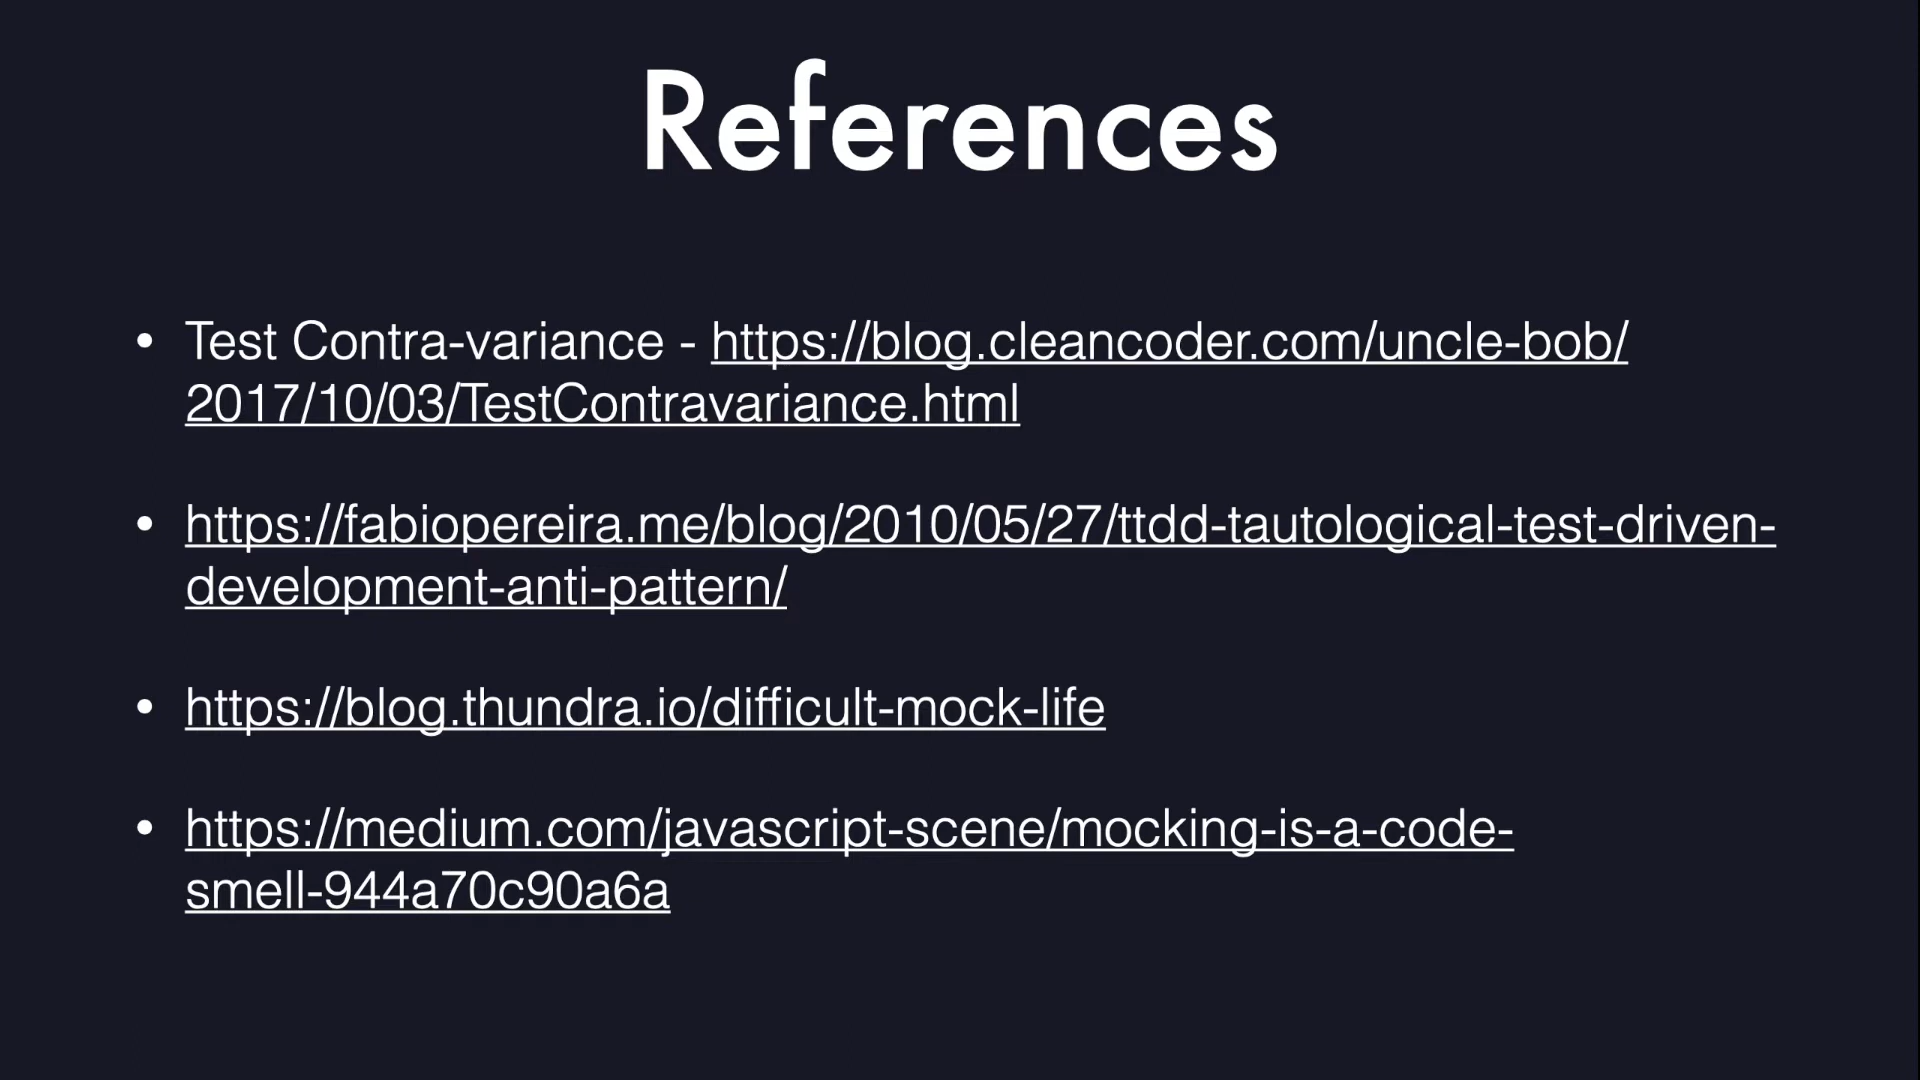 References
• Test Contra-variance - https://blog.cleancoder.com/uncle-bob/
2017/10/03/TestContravariance.html
• https://fabiopereira.me/blog/2010/05/27/ttdd-tautological-test-driven-
development-anti-pattern/
• https://blog.thundra.io/difficult-mock-life
• https://medium.com/javascript-scene/mocking-is-a-code-
smell-944a70c90a6a